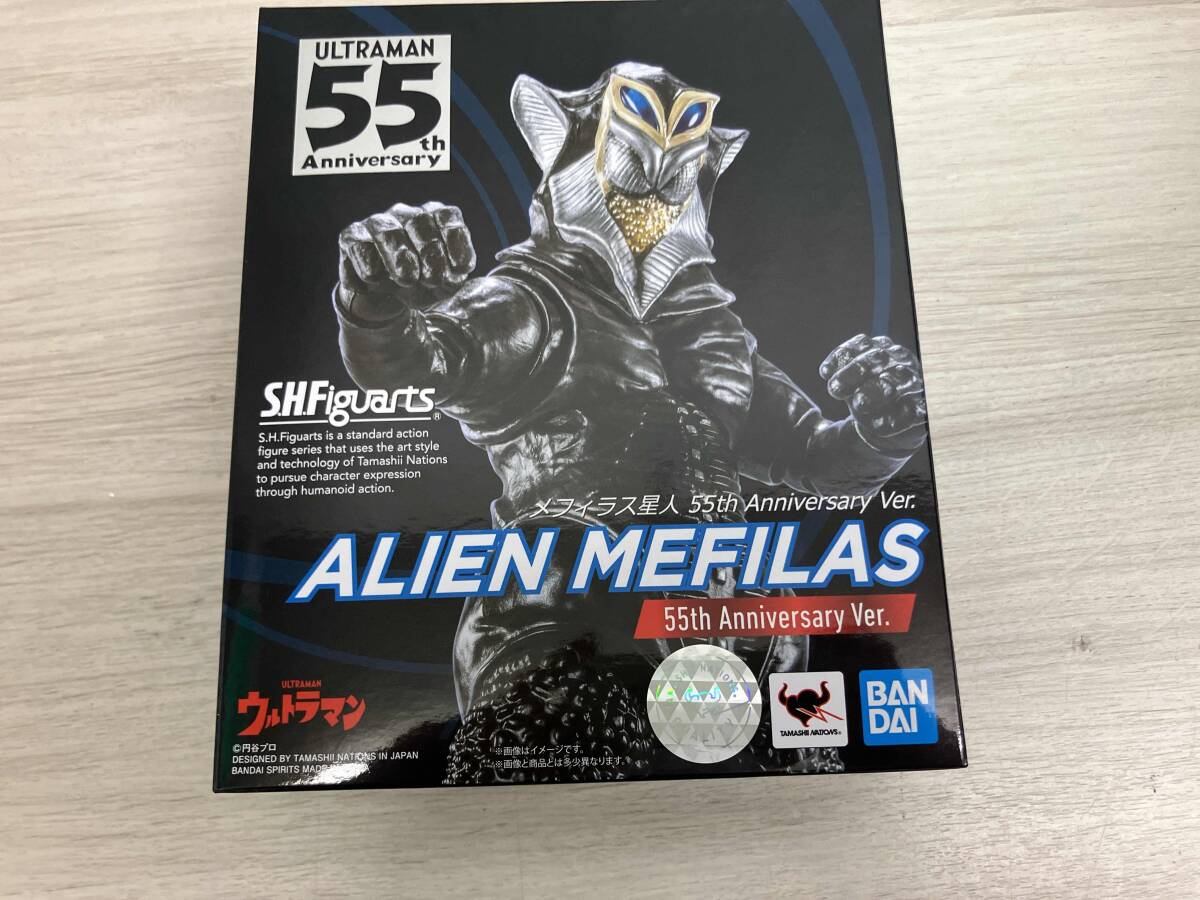 ULTRAMAN
55th
Anniversary
S.H.Figuarts®
S.H.Figuarts is a standard action
figure series that uses the art style
and technology of Tamashii Nations
to pursue character expression
through humanoid action.
メフィラス星人 55th Anniversary Ver.
ALIEN MEFILAS
55th Anniversary Ver.
ULTRAMAN
ウルトラマン
©円谷プロ
DESIGNED BY TAMASHII NATIONS IN JAPAN
BANDAI SPIRITS MADE
※画像はイメージです。
※画像と商品とは多少異なります。
TAMASHII NATIONS®
BAN
DAI